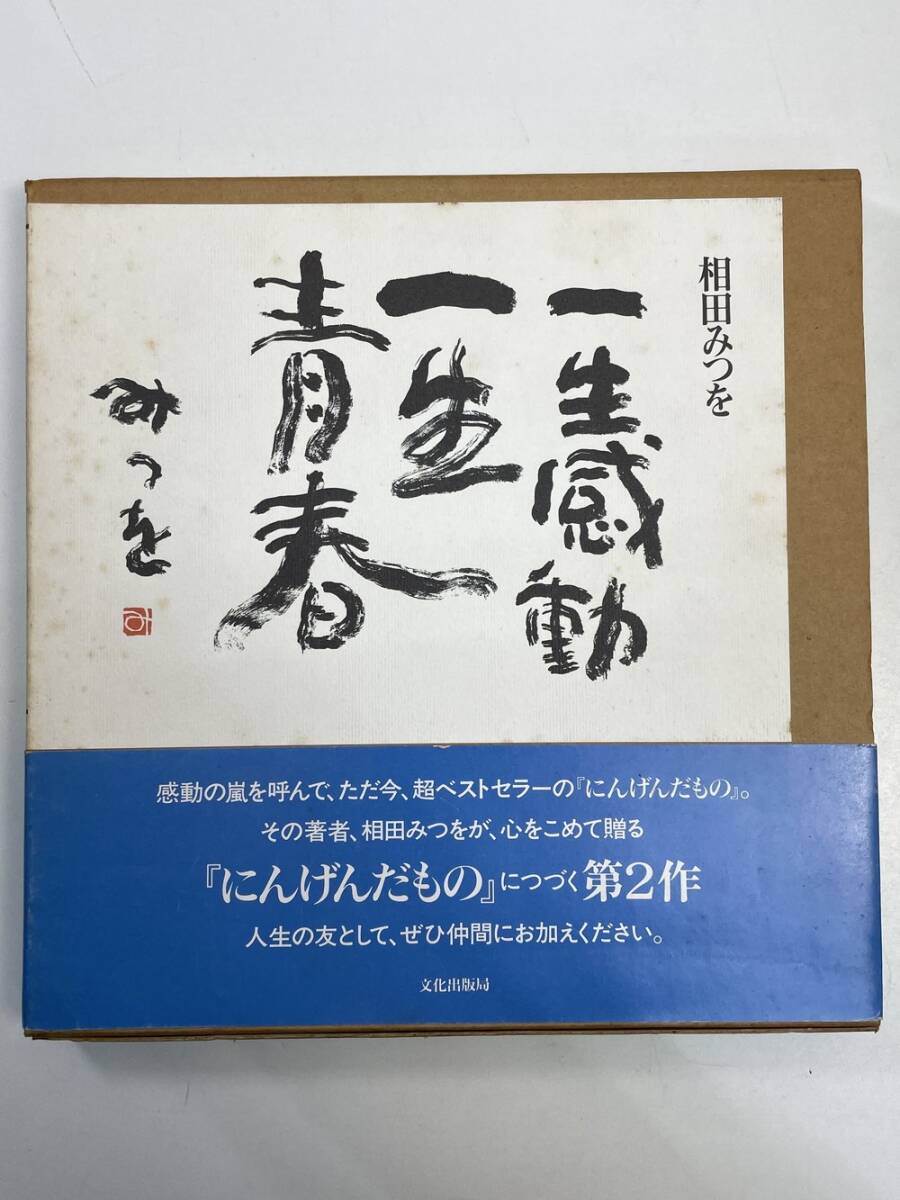 相田みつを
一生感動
一生
青春
みつを
み
感動の嵐を呼んで、ただ今、超ベストセラーの『にんげんだもの』。
その著者、相田みつをが、心をこめて贈る
『にんげんだもの』につづく第2作
人生の友として、ぜひ仲間にお加えください。
文化出版局